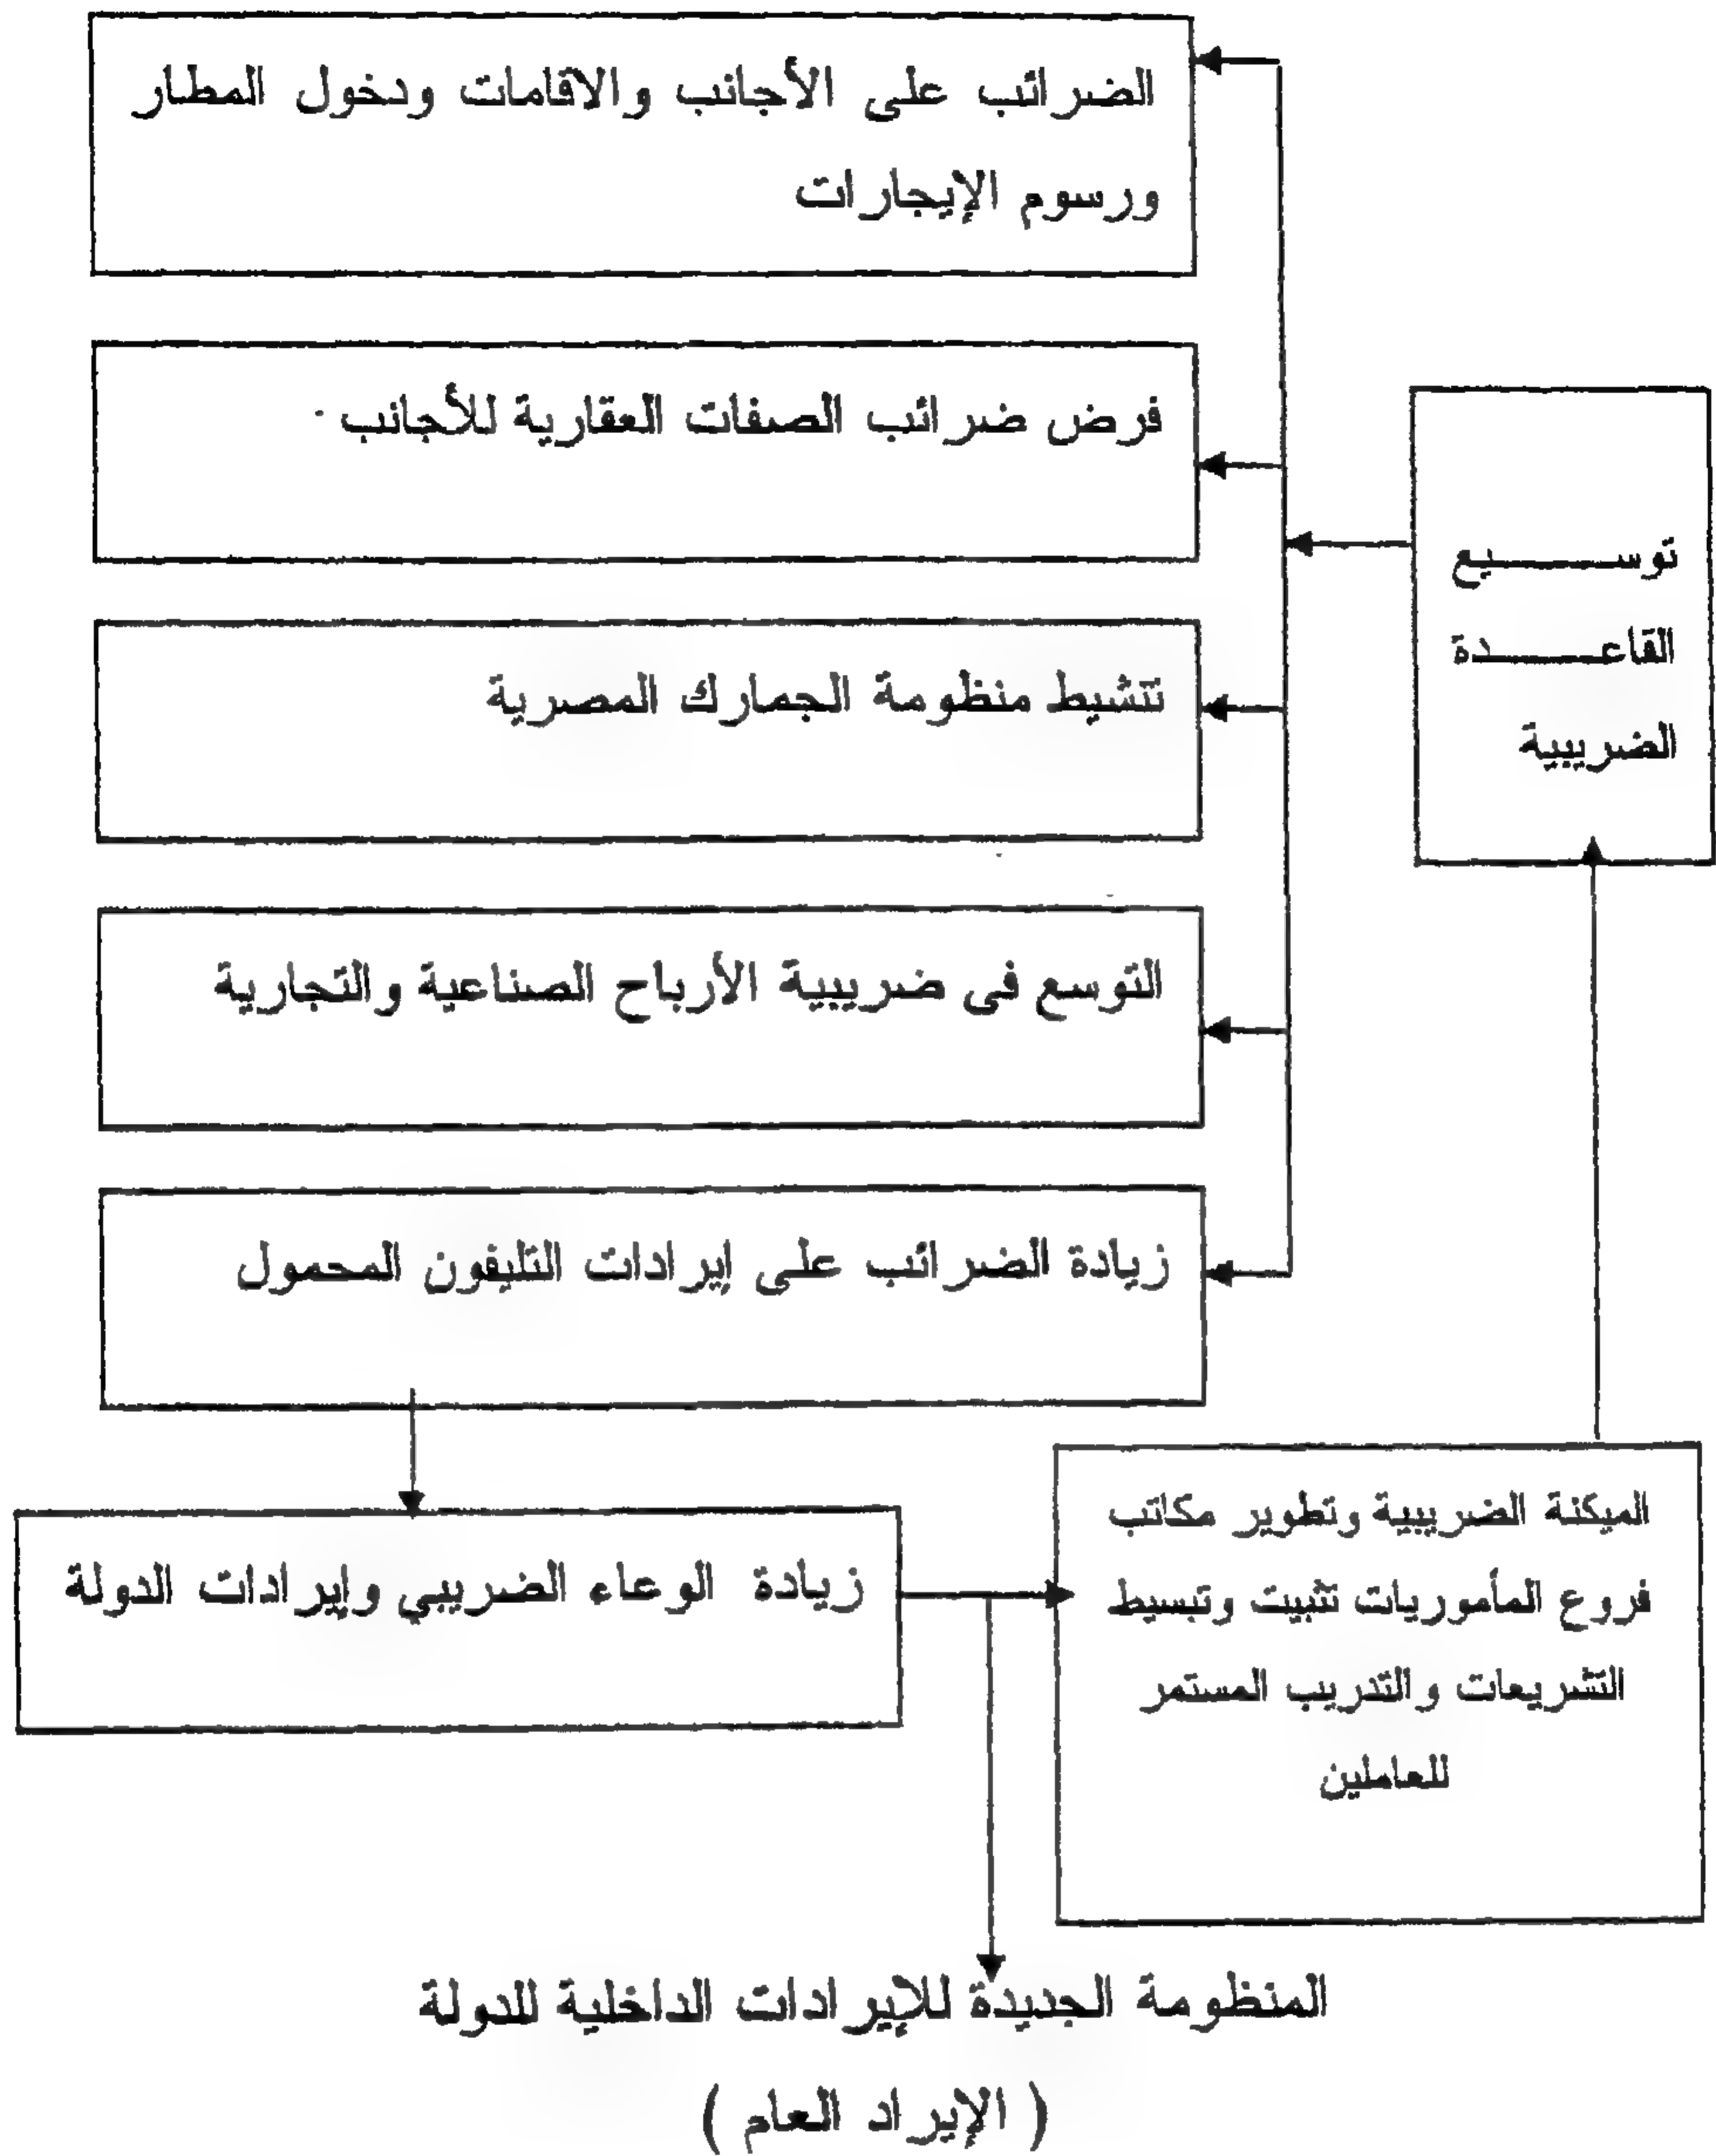 الضرائب على الأجانب والاقامات ودخول المطار
ورسوم الإيجارات
فرض ضرائب الصفات العقارية للأجانب
توسيع
القاعدة
الضريبية
تنشيط منظومة الجمارك المصرية
التوسع فى ضريبية الأرباح الصناعية والتجارية
زيادة الضرائب على إيرادات التليفون المحمول
الميكنة الضريبية وتطوير مكاتب
فروع المأموريات تثبيت وتبسيط
التشريعات والتدريب المستمر
للعاملين
زيادة الوعاء الضريبي وإيرادات الدولة
المنظومة الجديدة للإيرادات الداخلية للدولة
( الإيراد العام )